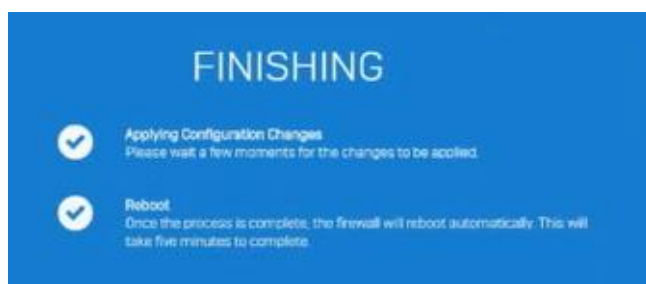 FINISHING
Applying Configuration Changes
Please wait a few moments for the changes to be applied.
Reboot
Once the process is complete, the firewall will reboot automatically. This will
take five minutes to complete.